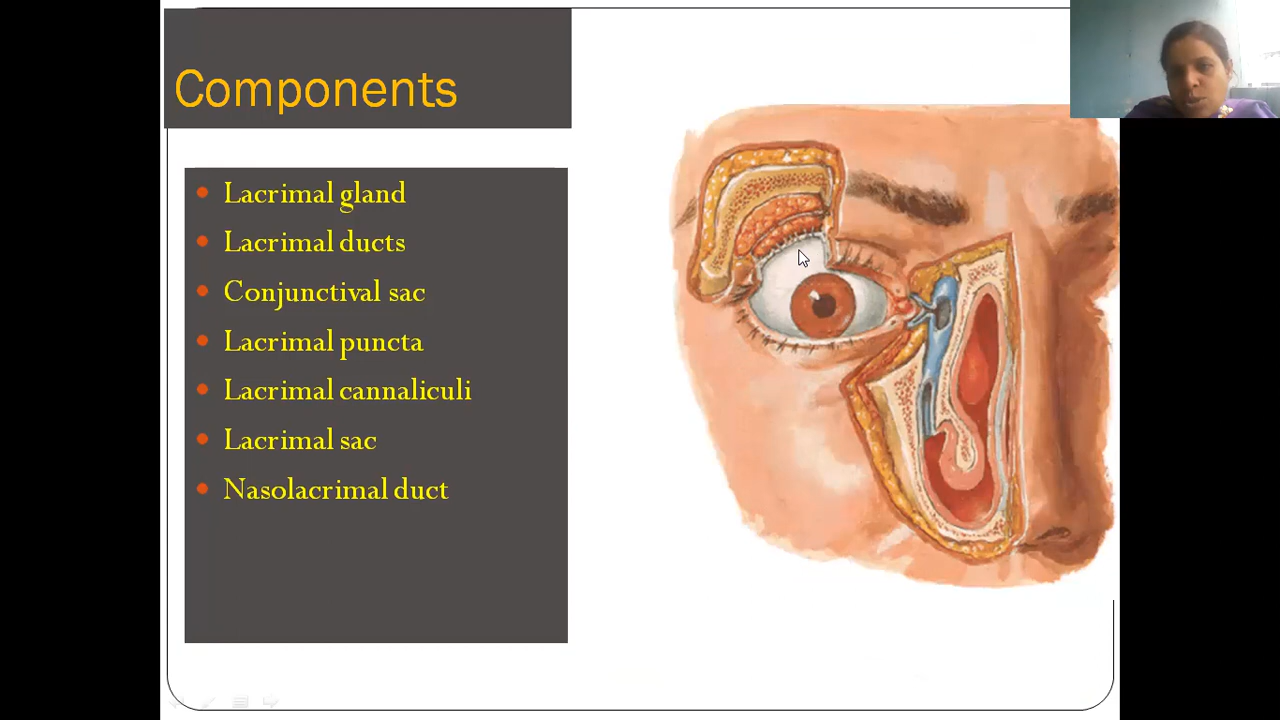 Components
Lacrimal gland
Lacrimal ducts
Conjunctival sac
Lacrimal puncta
Lacrimal cannaliculi
Lacrimal sac
Nasolacrimal duct